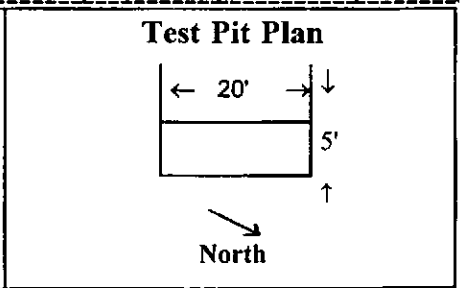 Test Pit Plan
← 20' → ↓
5'
↑
North